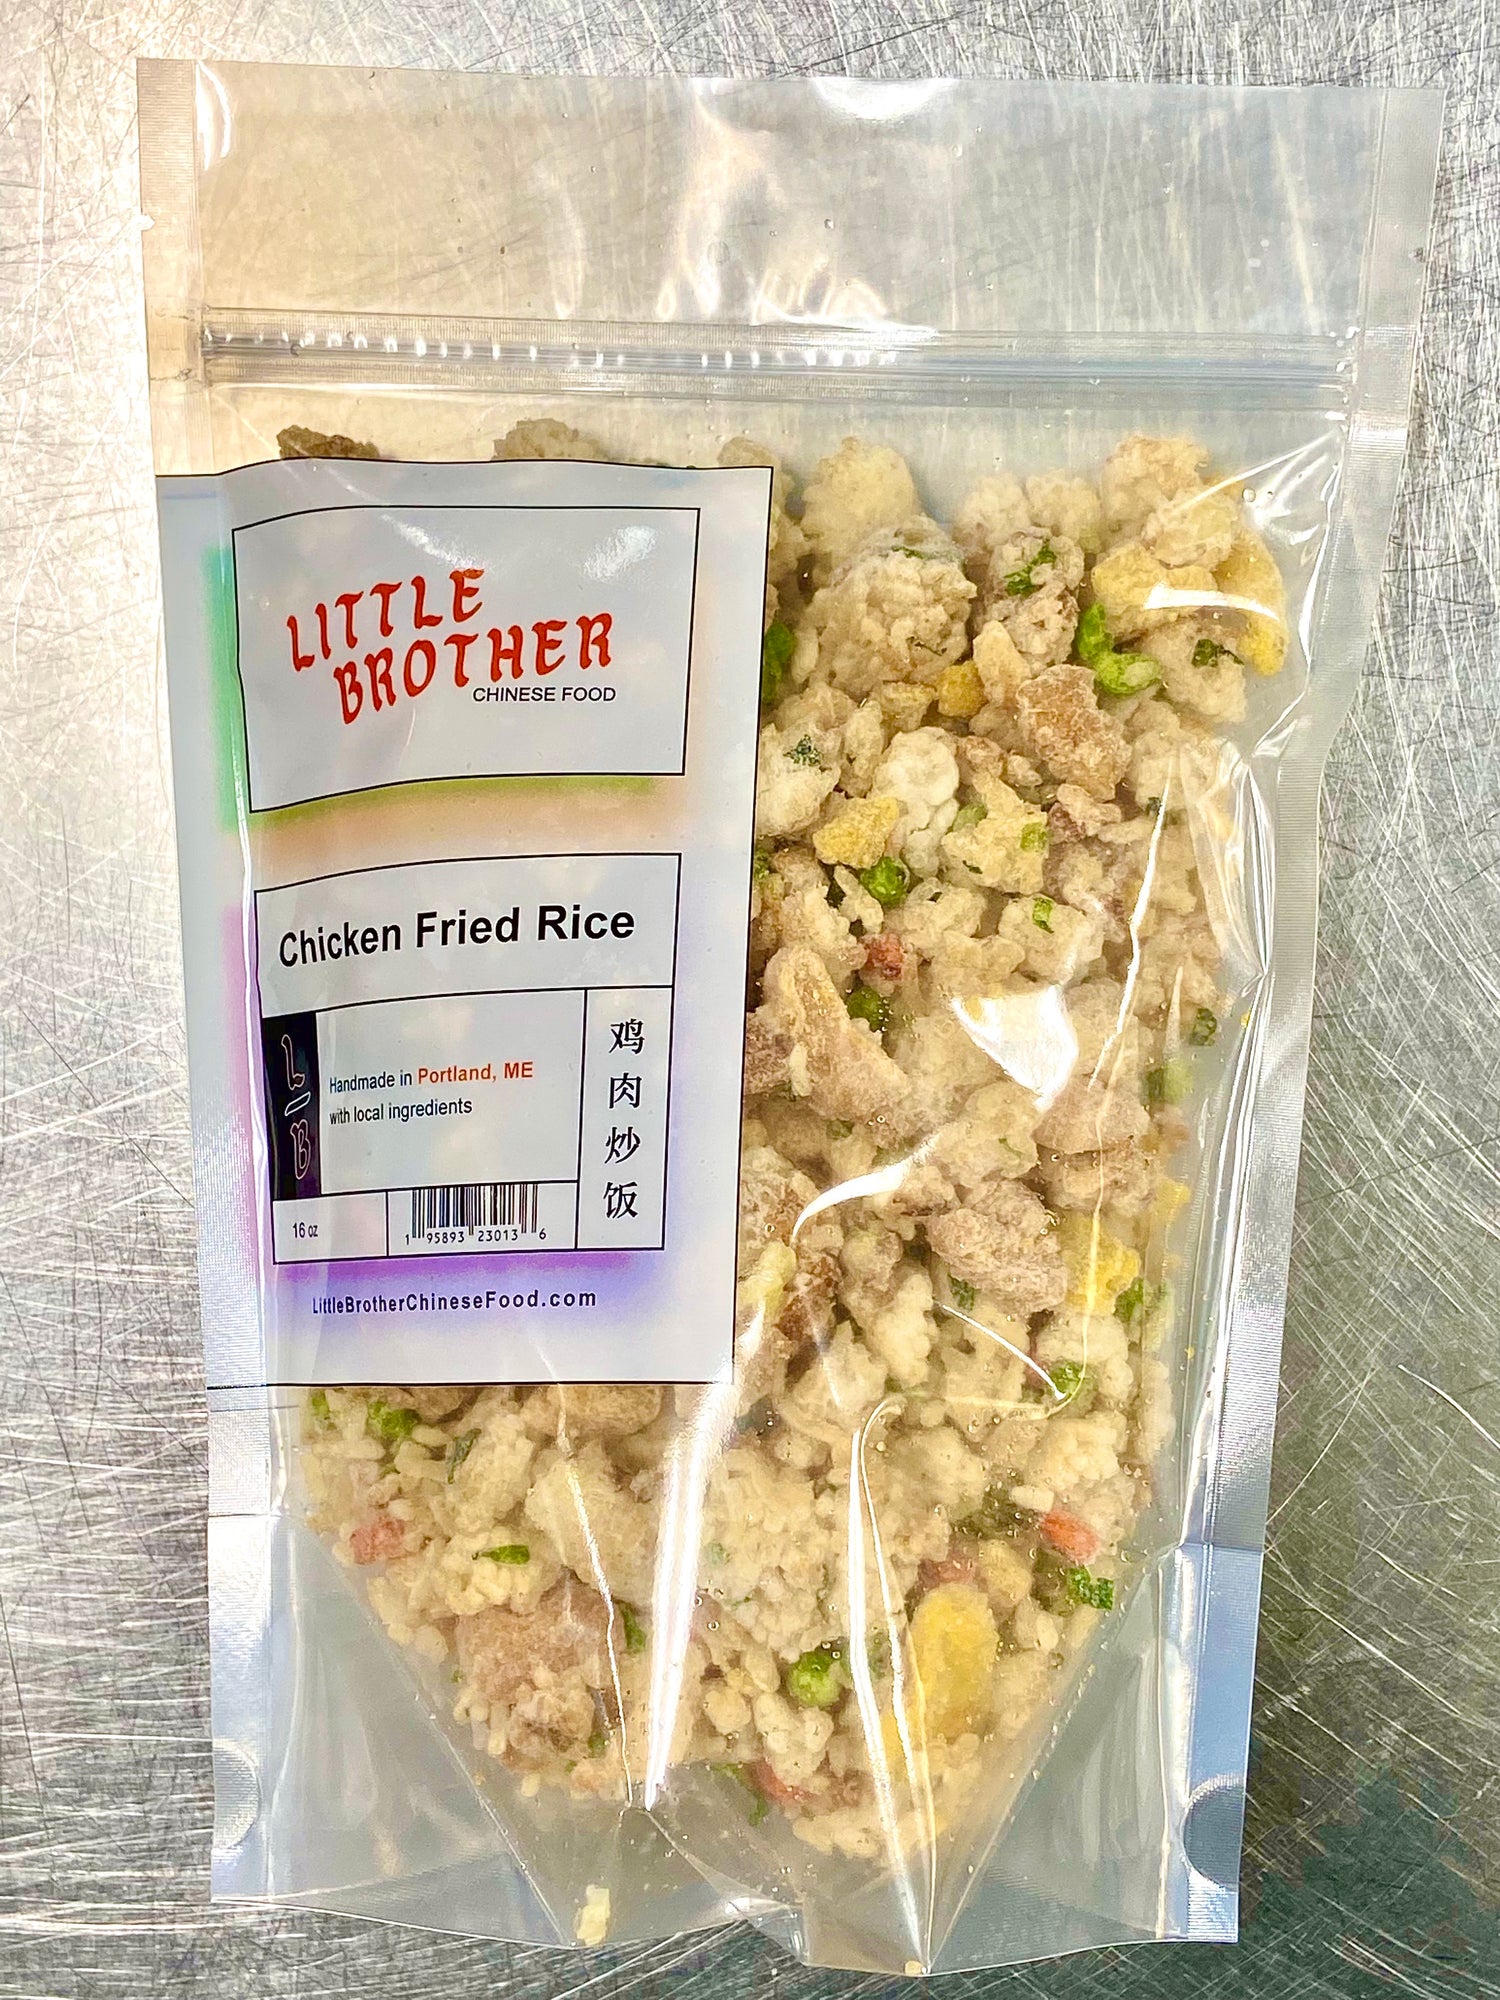 LITTLE
BROTHER
CHINESE FOOD
Chicken Fried Rice
L/B
Handmade in Portland, ME
with local ingredients
鸡
肉
炒
饭
16 oz
1 95893 23013 6
LittleBrotherChineseFood.com